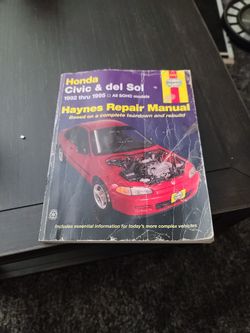 Honda
Civic & del Sol
1992 thru 1995 □ All SOHC models
Haynes Repair Manual
Based on a complete teardown and rebuild
Includes essential information for today's more complex vehicles